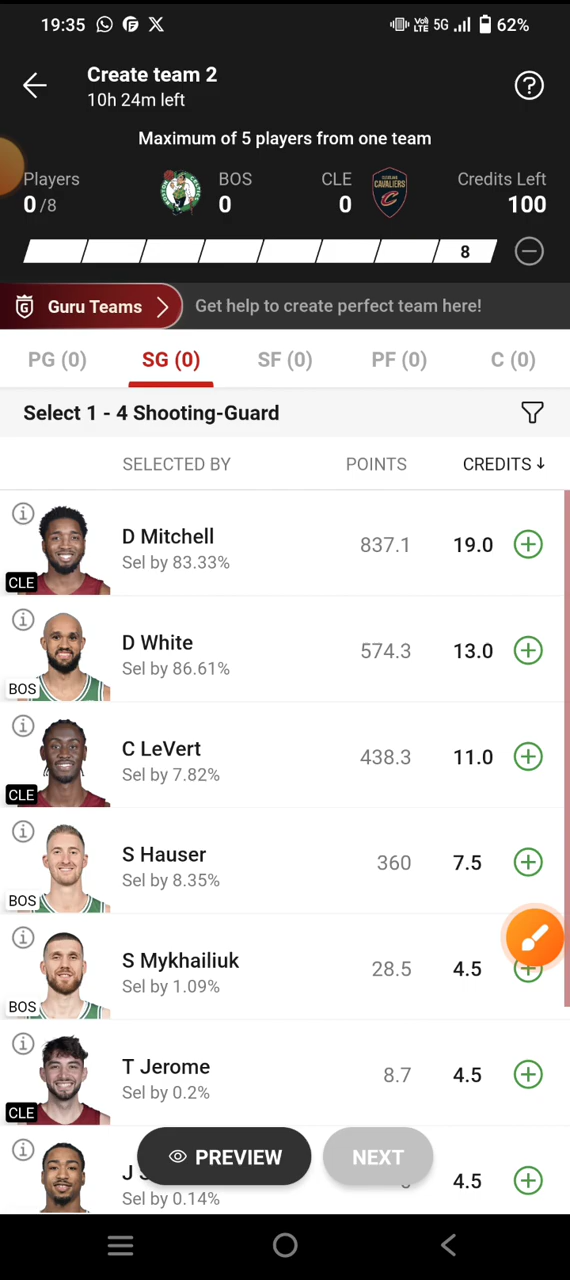 19:35 5G 62%
Create team 2
10h 24m left
Maximum of 5 players from one team
Players BOS CLE Credits Left
0 /8 0 0 100
8
Guru Teams Get help to create perfect team here!
PG (0) SG (0) SF (0) PF (0) C (0)
Select 1 - 4 Shooting-Guard
SELECTED BY POINTS CREDITS
D Mitchell 837.1 19.0
Sel by 83.33%
CLE
D White 574.3 13.0
Sel by 86.61%
BOS
C LeVert 438.3 11.0
Sel by 7.82%
CLE
S Hauser 360 7.5
Sel by 8.35%
BOS
S Mykhailiuk 28.5 4.5
Sel by 1.09%
BOS
T Jerome 8.7 4.5
Sel by 0.2%
CLE
PREVIEW NEXT
J 4.5
Sel by 0.14%